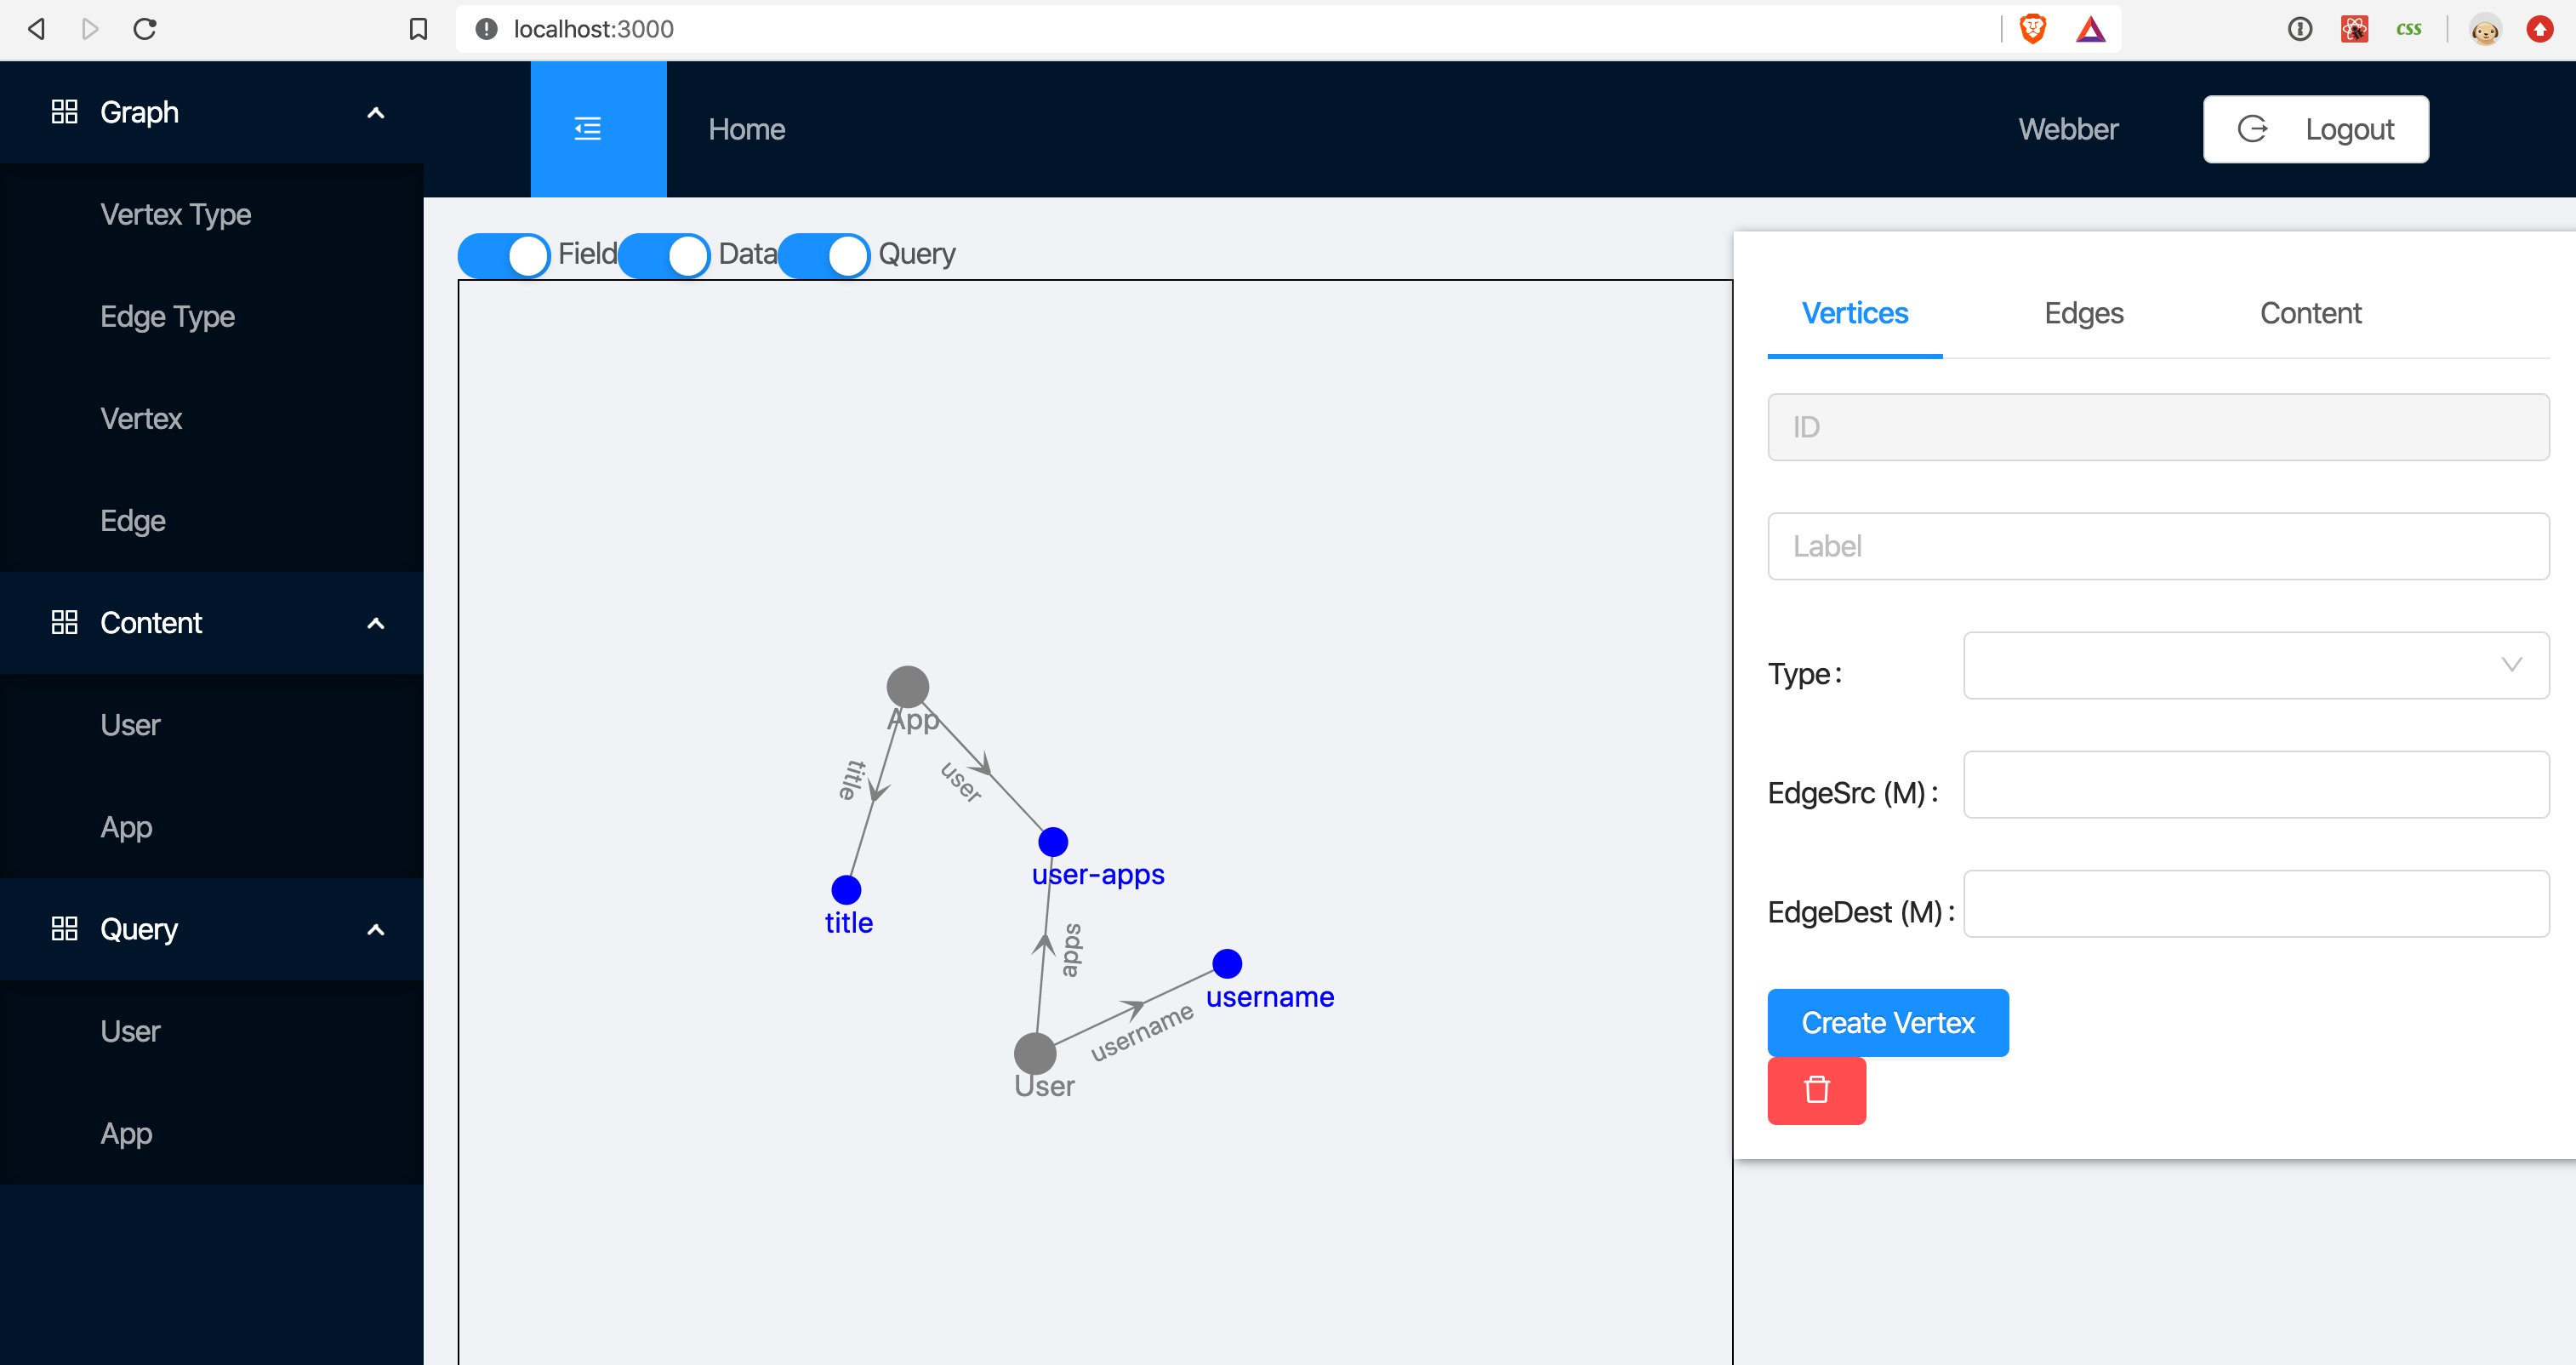 localhost:3000
css
Graph
Vertex Type
Edge Type
Vertex
Edge
Content
User
App
Query
User
App
Home
Webber
Logout
Field Data Query
App
title
user
user-apps
title
apps
username
username
User
Vertices Edges Content
ID
Label
Type :
EdgeSrc (M) :
EdgeDest (M) :
Create Vertex